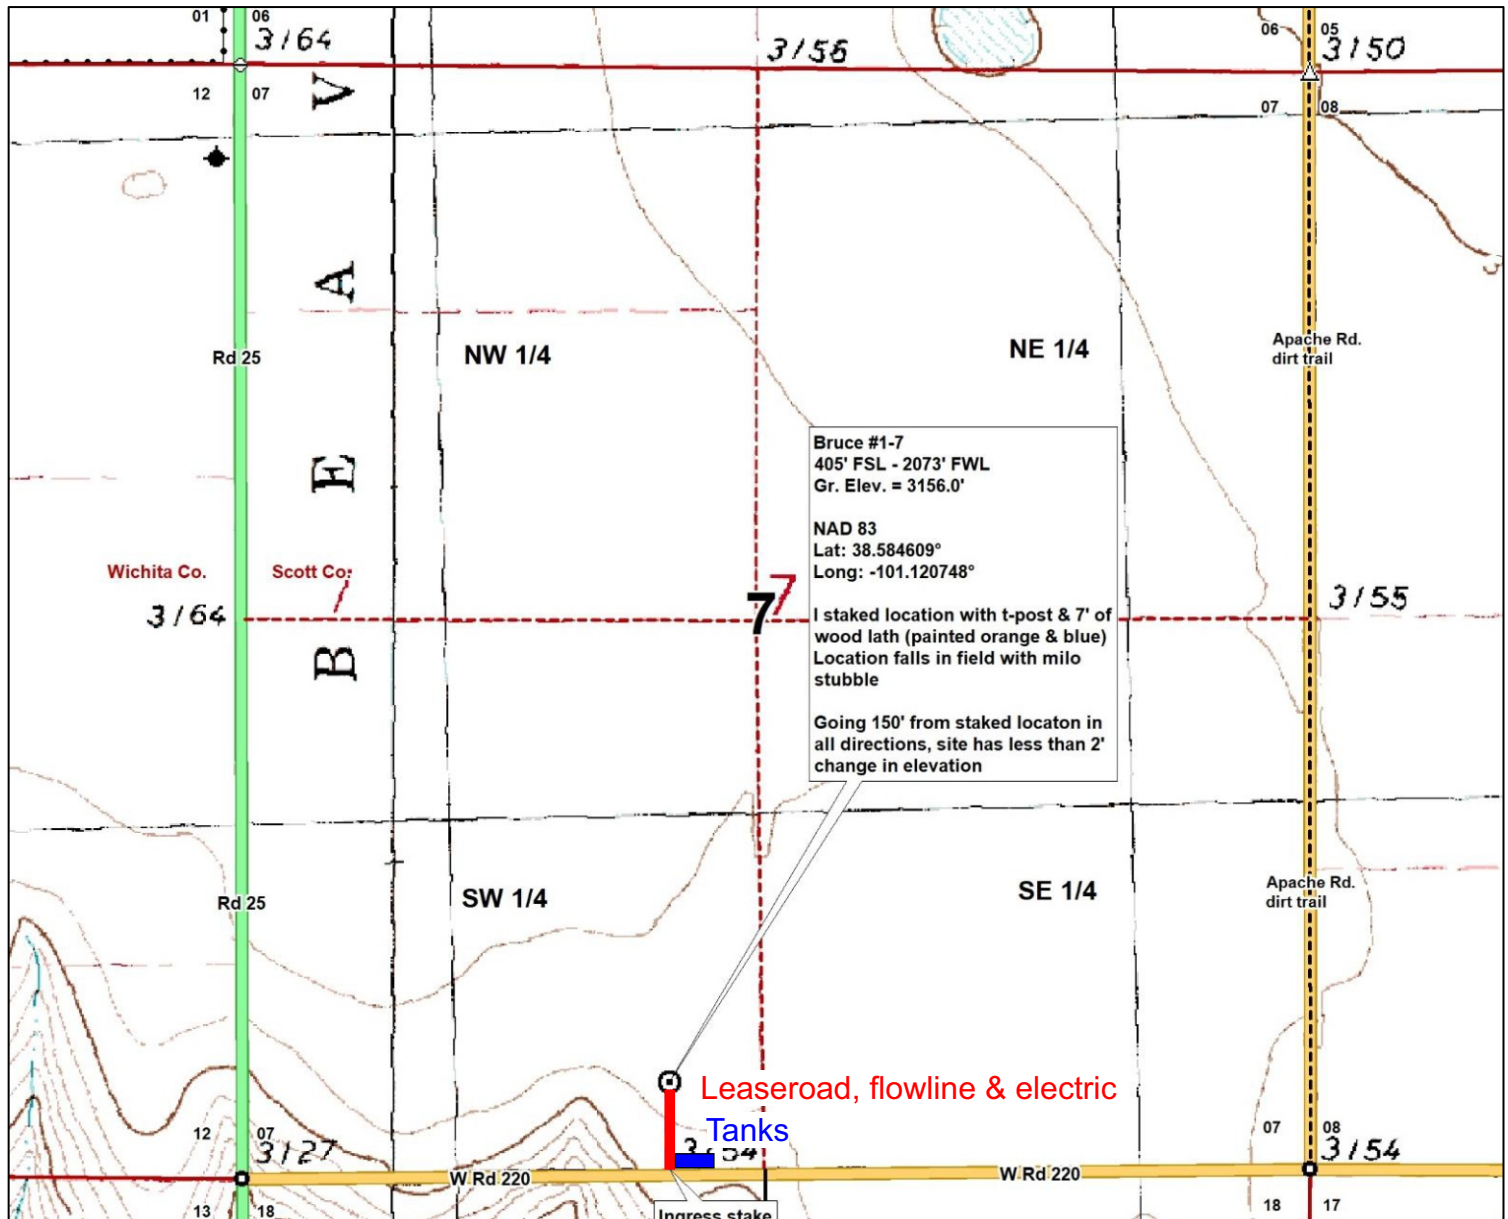 01 06
3164
3156
06 05
3150
12 07
07 08
V
A
E
B
Rd 25
NW 1/4
NE 1/4
Apache Rd.
dirt trail
Bruce #1-7
405' FSL - 2073' FWL
Gr. Elev. = 3156.0'
NAD 83
Lat: 38.584609°
Long: -101.120748°
I staked location with t-post & 7' of
wood lath (painted orange & blue)
Location falls in field with milo
stubble
Going 150' from staked locaton in
all directions, site has less than 2'
change in elevation
Wichita Co.
Scott Co.
7
7
7
3164
3155
Rd 25
SW 1/4
SE 1/4
Apache Rd.
dirt trail
Leaseroad, flowline & electric
Tanks
12 07
3127
3154
07 08
3154
W Rd 220
W Rd 220
13 18
Ingress stake
18 17